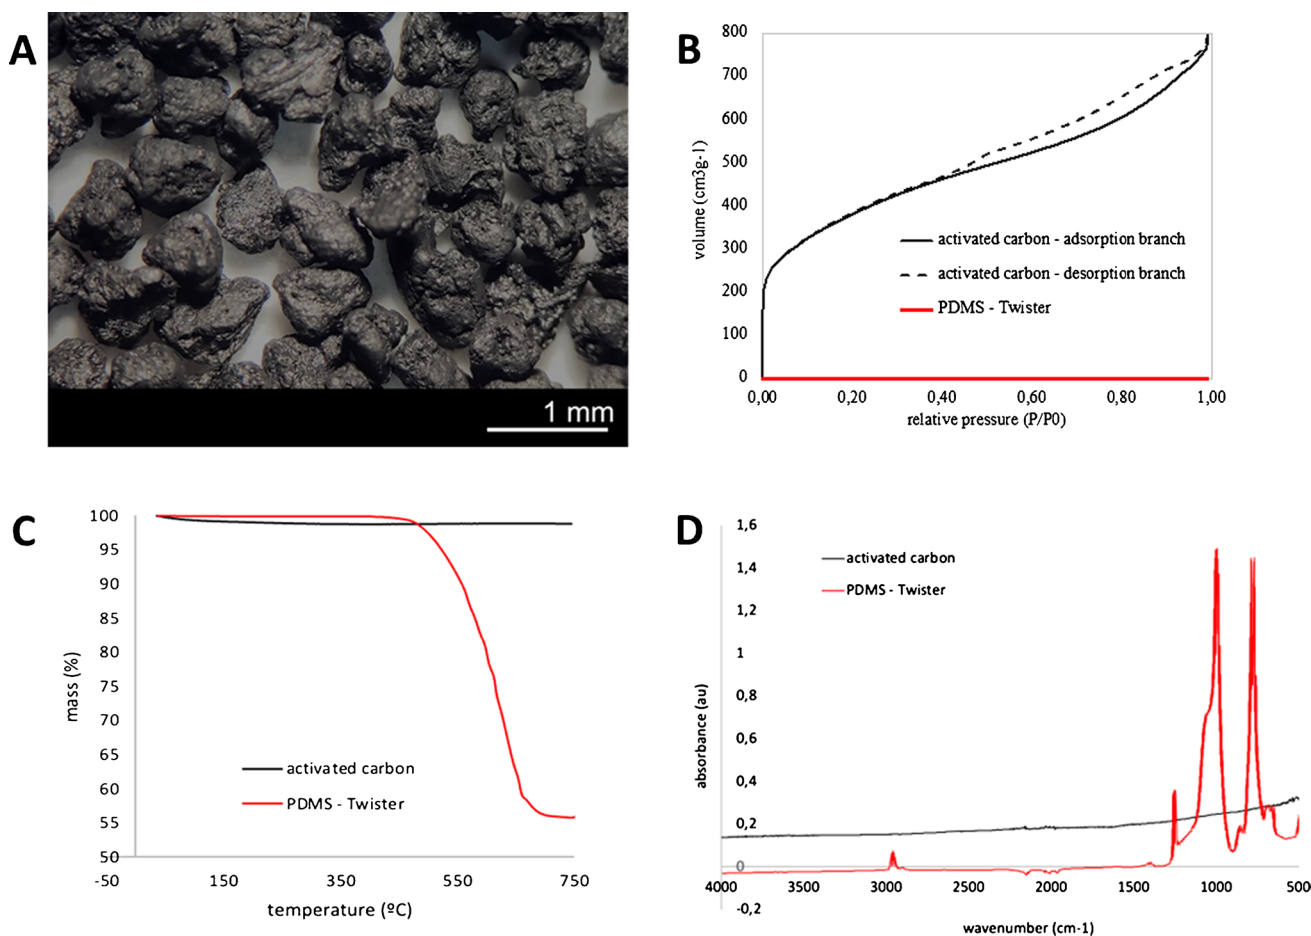 A
1 mm
B
800
700
600
500
400
300
200
100
0
volume (cm3g-1)
activated carbon - adsorption branch
activated carbon - desorption branch
PDMS - Twister
0,00 0,20 0,40 0,60 0,80 1,00
relative pressure (P/P0)
C
100
95
90
85
80
75
70
65
60
55
50
mass (%)
activated carbon
PDMS - Twister
-50 150 350 550 750
temperature (ºC)
D
1,6
1,4
1,2
1
0,8
0,6
0,4
0,2
0
-0,2
absorbance (au)
activated carbon
PDMS - Twister
4000 3500 3000 2500 2000 1500 1000 500
wavenumber (cm-1)